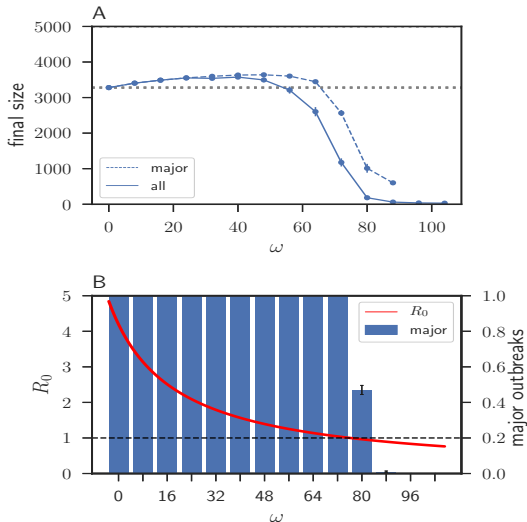 A
5000
4000
3000
2000
1000
0
final size
major
all
0 20 40 60 80 100
ω
B
5
4
3
2
1
0
R₀
R₀
major
1.0
0.8
0.6
0.4
0.2
0.0
major outbreaks
0 16 32 48 64 80 96
ω